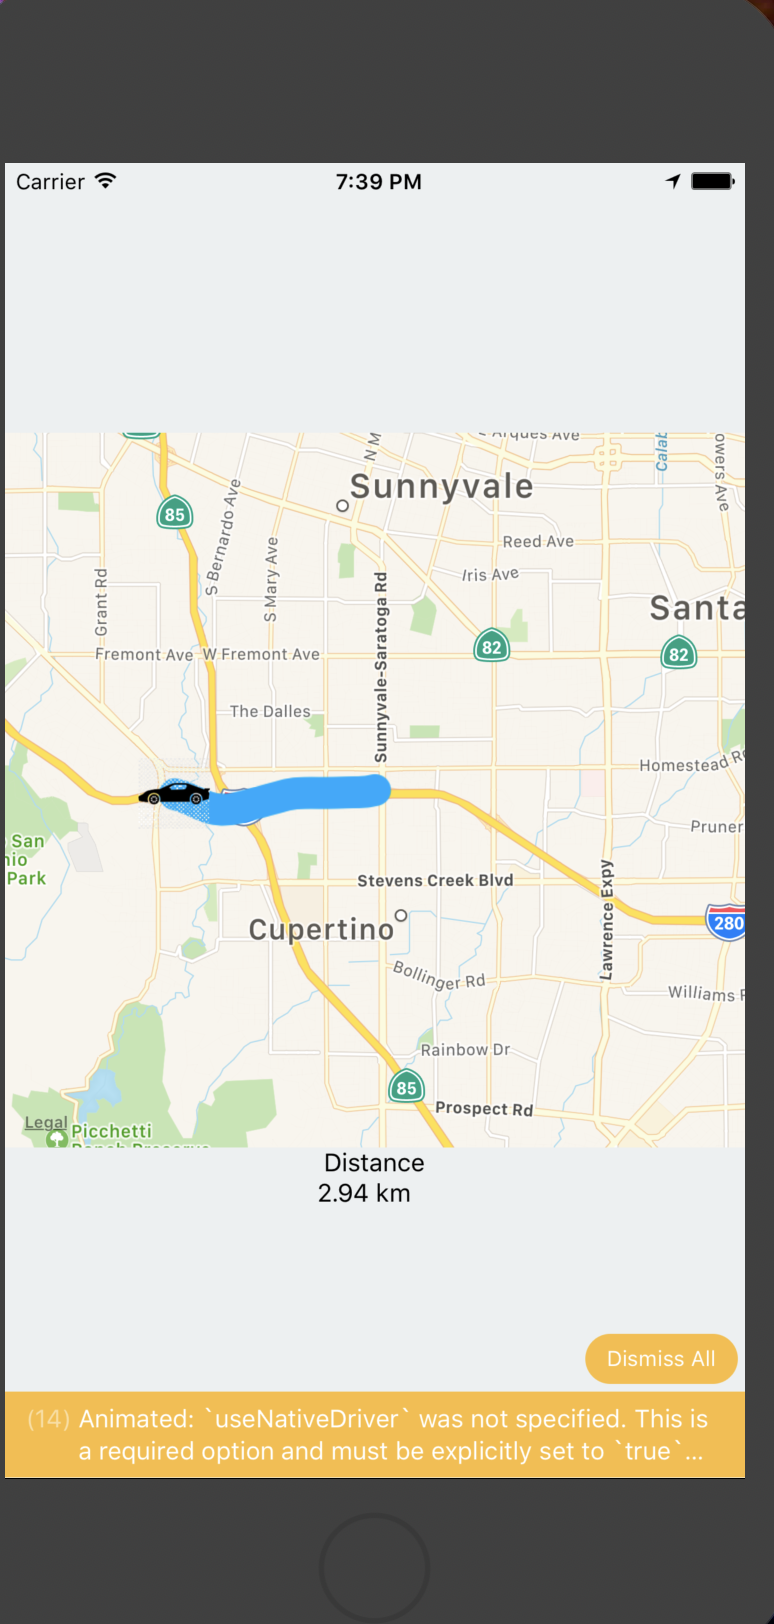 Carrier
7:39 PM
Arques Ave
N M
Calab
owers Ave
Sunnyvale
85
S Bernardo Ave
Reed Ave
S Mary Ave
Iris Ave
Grant Rd
Sunnyvale-Saratoga Rd
Santa
82
82
Fremont Ave
W Fremont Ave
The Dalles
Homestead R
Pruner
San
nio
Park
Stevens Creek Blvd
Lawrence Expy
280
Cupertino
Bollinger Rd
Williams
Rainbow Dr
85
Prospect Rd
Legal
Picchetti
Distance
2.94 km
Dismiss All
(14) Animated: `useNativeDriver` was not specified. This is
a required option and must be explicitly set to `true`...